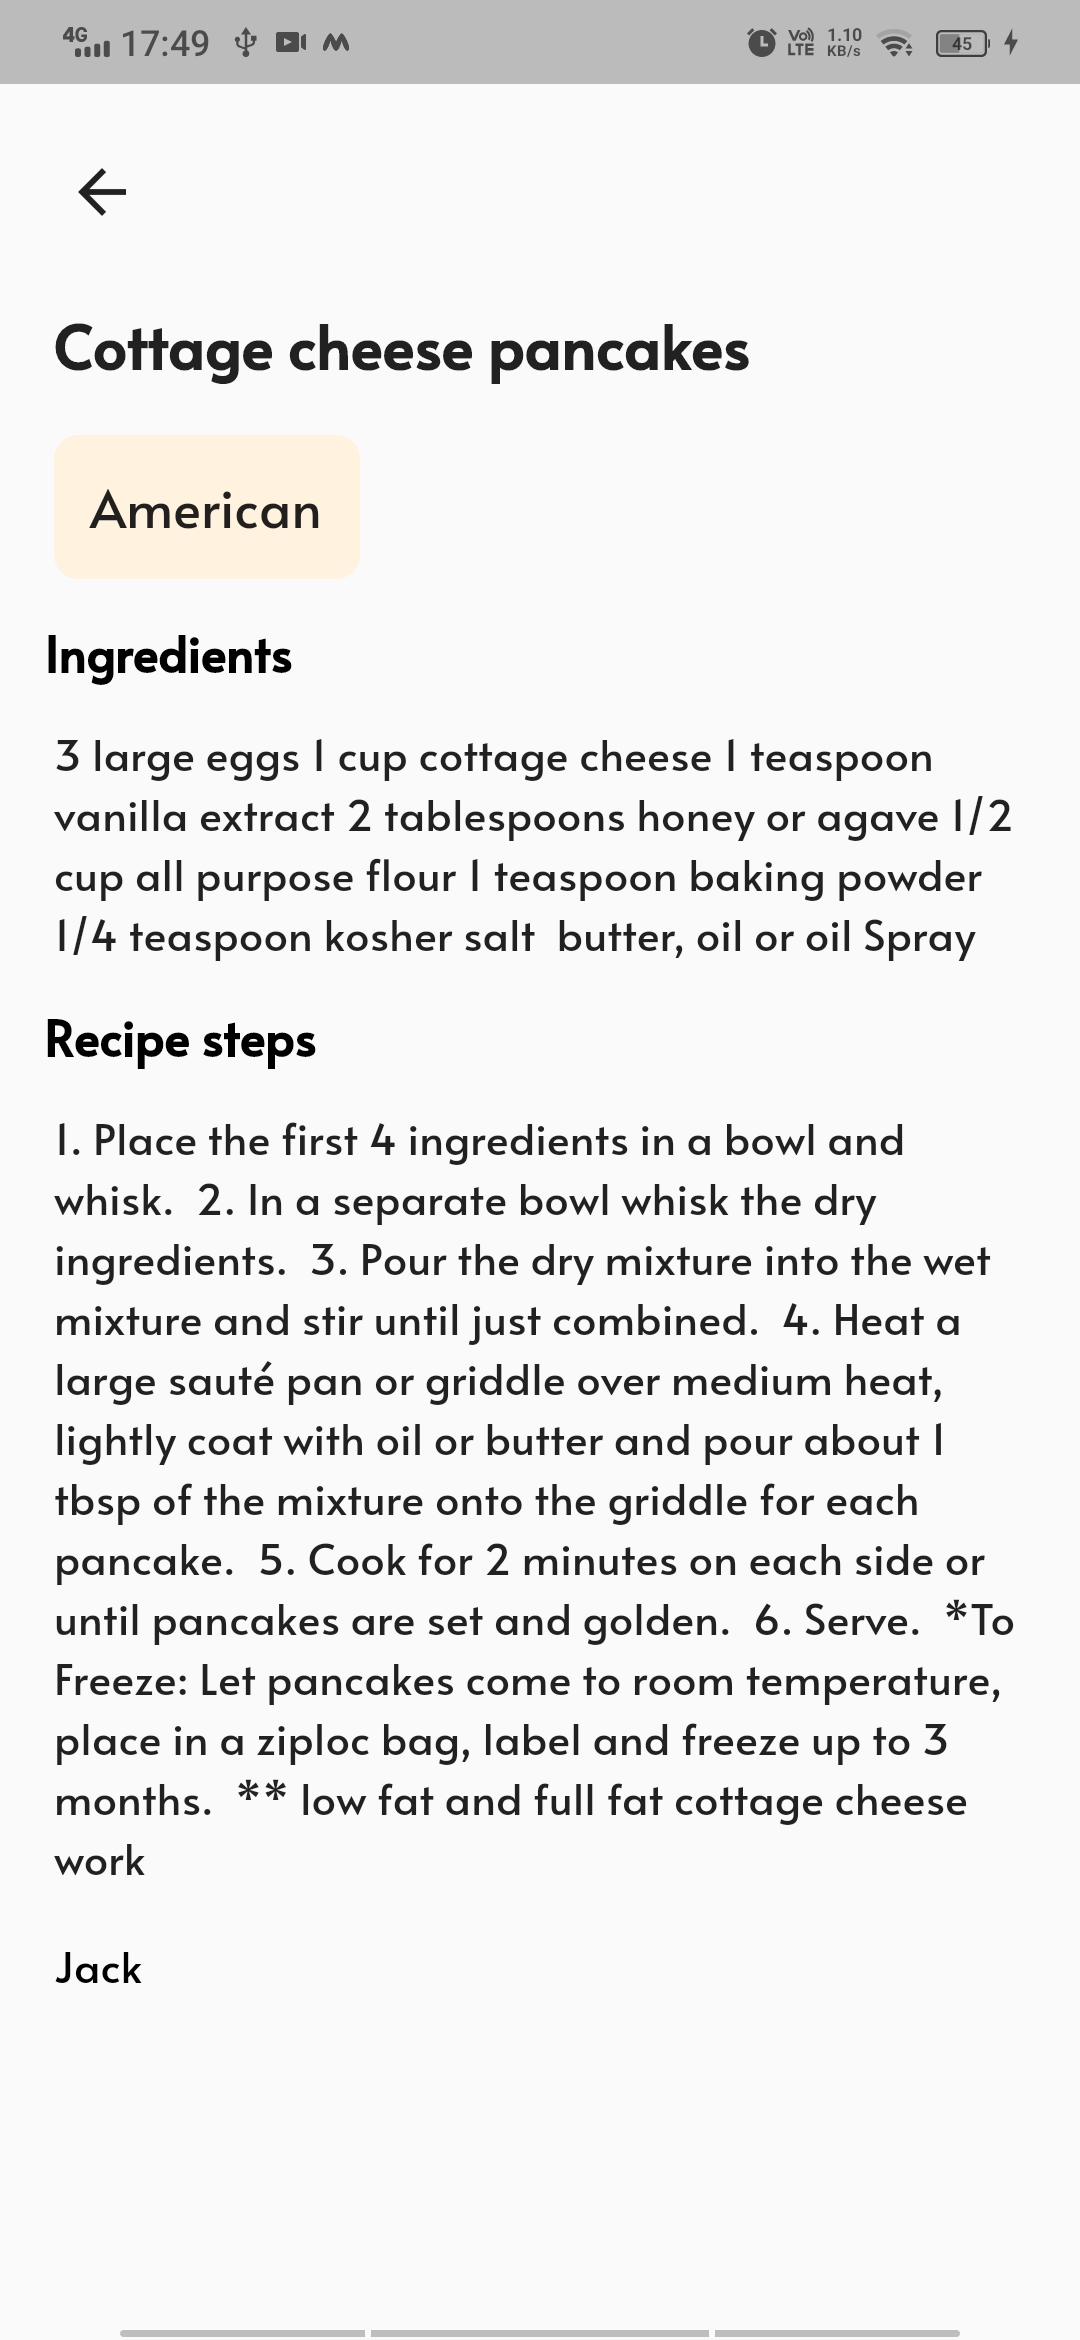 4G 17:49 Vo)) LTE 1.10 KB/s 45
Cottage cheese pancakes
American
Ingredients
3 large eggs 1 cup cottage cheese 1 teaspoon
vanilla extract 2 tablespoons honey or agave 1/2
cup all purpose flour 1 teaspoon baking powder
1/4 teaspoon kosher salt  butter, oil or oil Spray
Recipe steps
1. Place the first 4 ingredients in a bowl and
whisk.  2. In a separate bowl whisk the dry
ingredients.  3. Pour the dry mixture into the wet
mixture and stir until just combined.  4. Heat a
large sauté pan or griddle over medium heat,
lightly coat with oil or butter and pour about 1
tbsp of the mixture onto the griddle for each
pancake.  5. Cook for 2 minutes on each side or
until pancakes are set and golden.  6. Serve.  *To
Freeze: Let pancakes come to room temperature,
place in a ziploc bag, label and freeze up to 3
months.  ** low fat and full fat cottage cheese
work
Jack